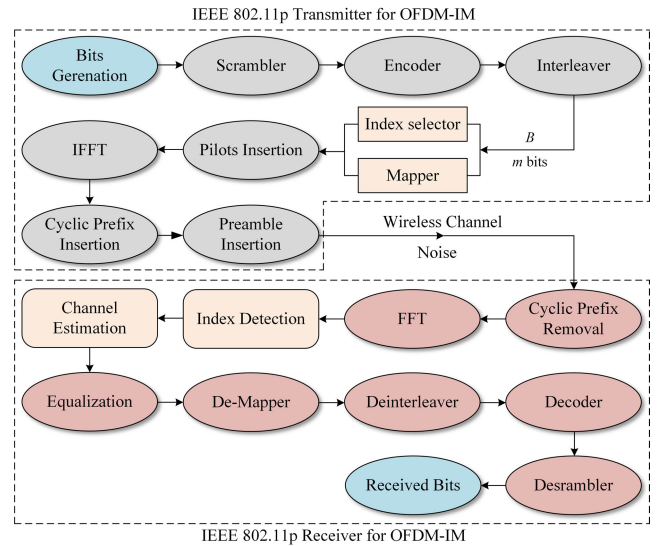 IEEE 802.11p Transmitter for OFDM-IM
Bits
Gerenation
Scrambler
Encoder
Interleaver
IFFT
Pilots Insertion
Index selector
Mapper
B
m bits
Cyclic Prefix
Insertion
Preamble
Insertion
Wireless Channel
Noise
Channel
Estimation
Index Detection
FFT
Cyclic Prefix
Removal
Equalization
De-Mapper
Deinterleaver
Decoder
Received Bits
Desrambler
IEEE 802.11p Receiver for OFDM-IM